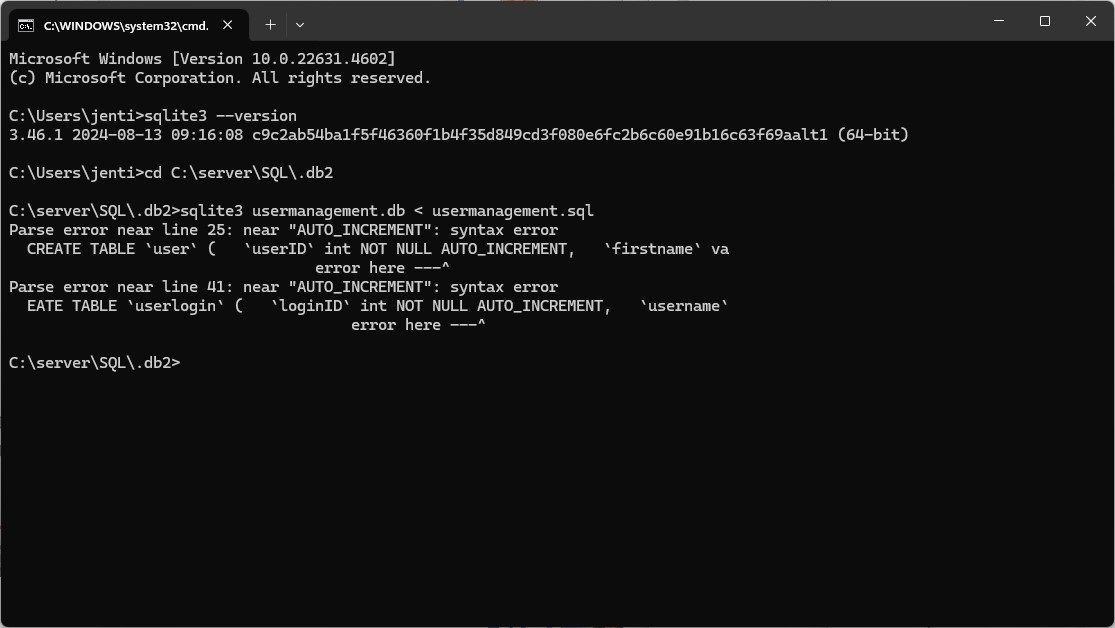 C:\WINDOWS\system32\cmd.
Microsoft Windows [Version 10.0.22631.4602]
(c) Microsoft Corporation. All rights reserved.
C:\Users\jenti>sqlite3 --version
3.46.1 2024-08-13 09:16:08 c9c2ab54ba1f5f46360f1b4f35d849cd3f080e6fc2b6c60e91b16c63f69aalt1 (64-bit)
C:\Users\jenti>cd C:\server\SQL\.db2
C:\server\SQL\.db2>sqlite3 usermanagement.db < usermanagement.sql
Parse error near line 25: near "AUTO_INCREMENT": syntax error
  CREATE TABLE `user` (   `userID` int NOT NULL AUTO_INCREMENT,   `firstname` va
                                  error here ---^
Parse error near line 41: near "AUTO_INCREMENT": syntax error
  EATE TABLE `userlogin` (   `loginID` int NOT NULL AUTO_INCREMENT,   `username`
                                      error here ---^
C:\server\SQL\.db2>